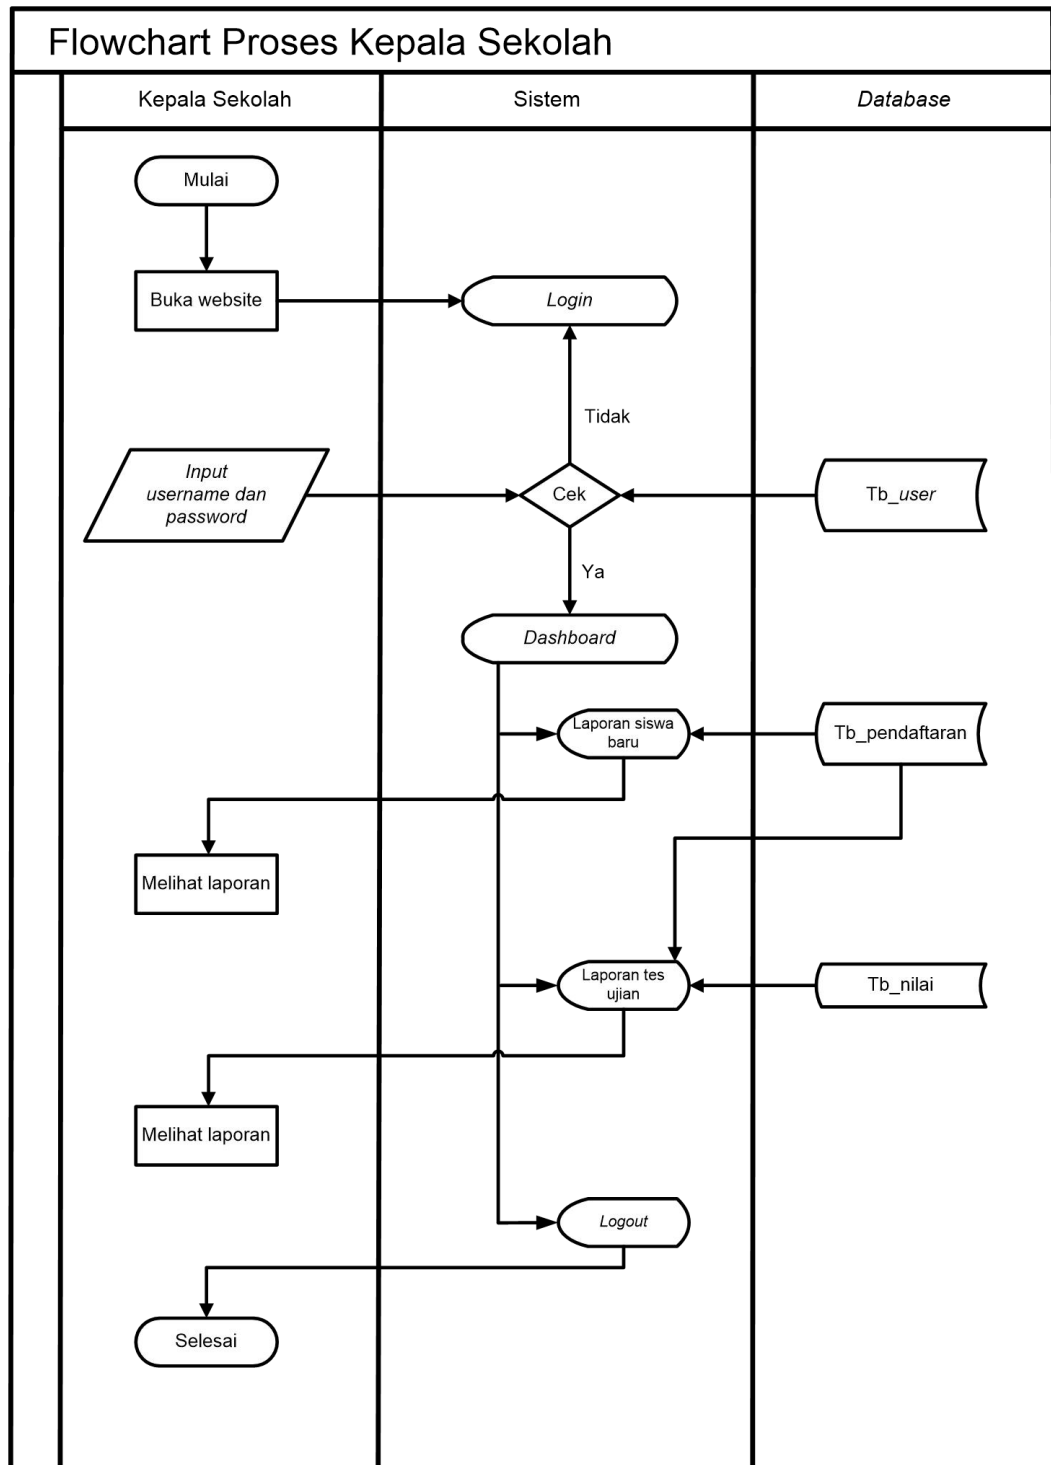 Flowchart Proses Kepala Sekolah
Kepala Sekolah
Sistem
Database
Mulai
Buka website
Login
Tidak
Input
username dan
password
Cek
Tb_user
Ya
Dashboard
Laporan siswa
baru
Tb_pendaftaran
Melihat laporan
Laporan tes
ujian
Tb_nilai
Melihat laporan
Logout
Selesai